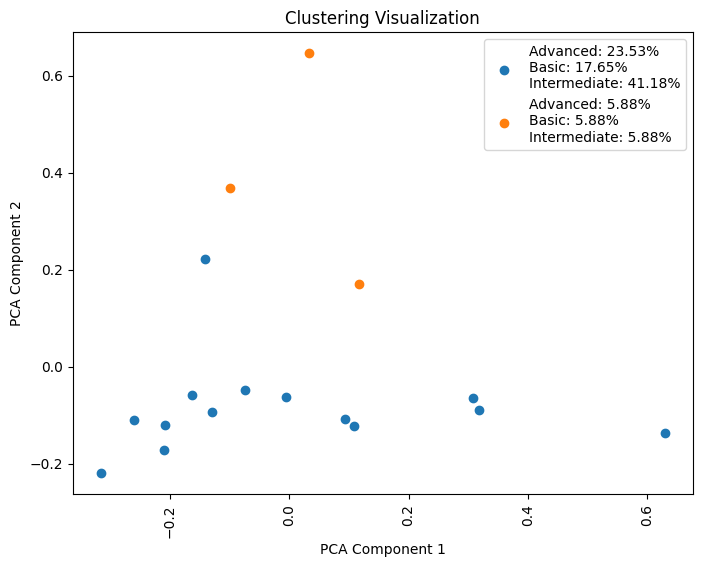 Clustering Visualization
Advanced: 23.53%
Basic: 17.65%
Intermediate: 41.18%
Advanced: 5.88%
Basic: 5.88%
Intermediate: 5.88%
PCA Component 2
0.6
0.4
0.2
0.0
−0.2
−0.2
0.0
0.2
0.4
0.6
PCA Component 1